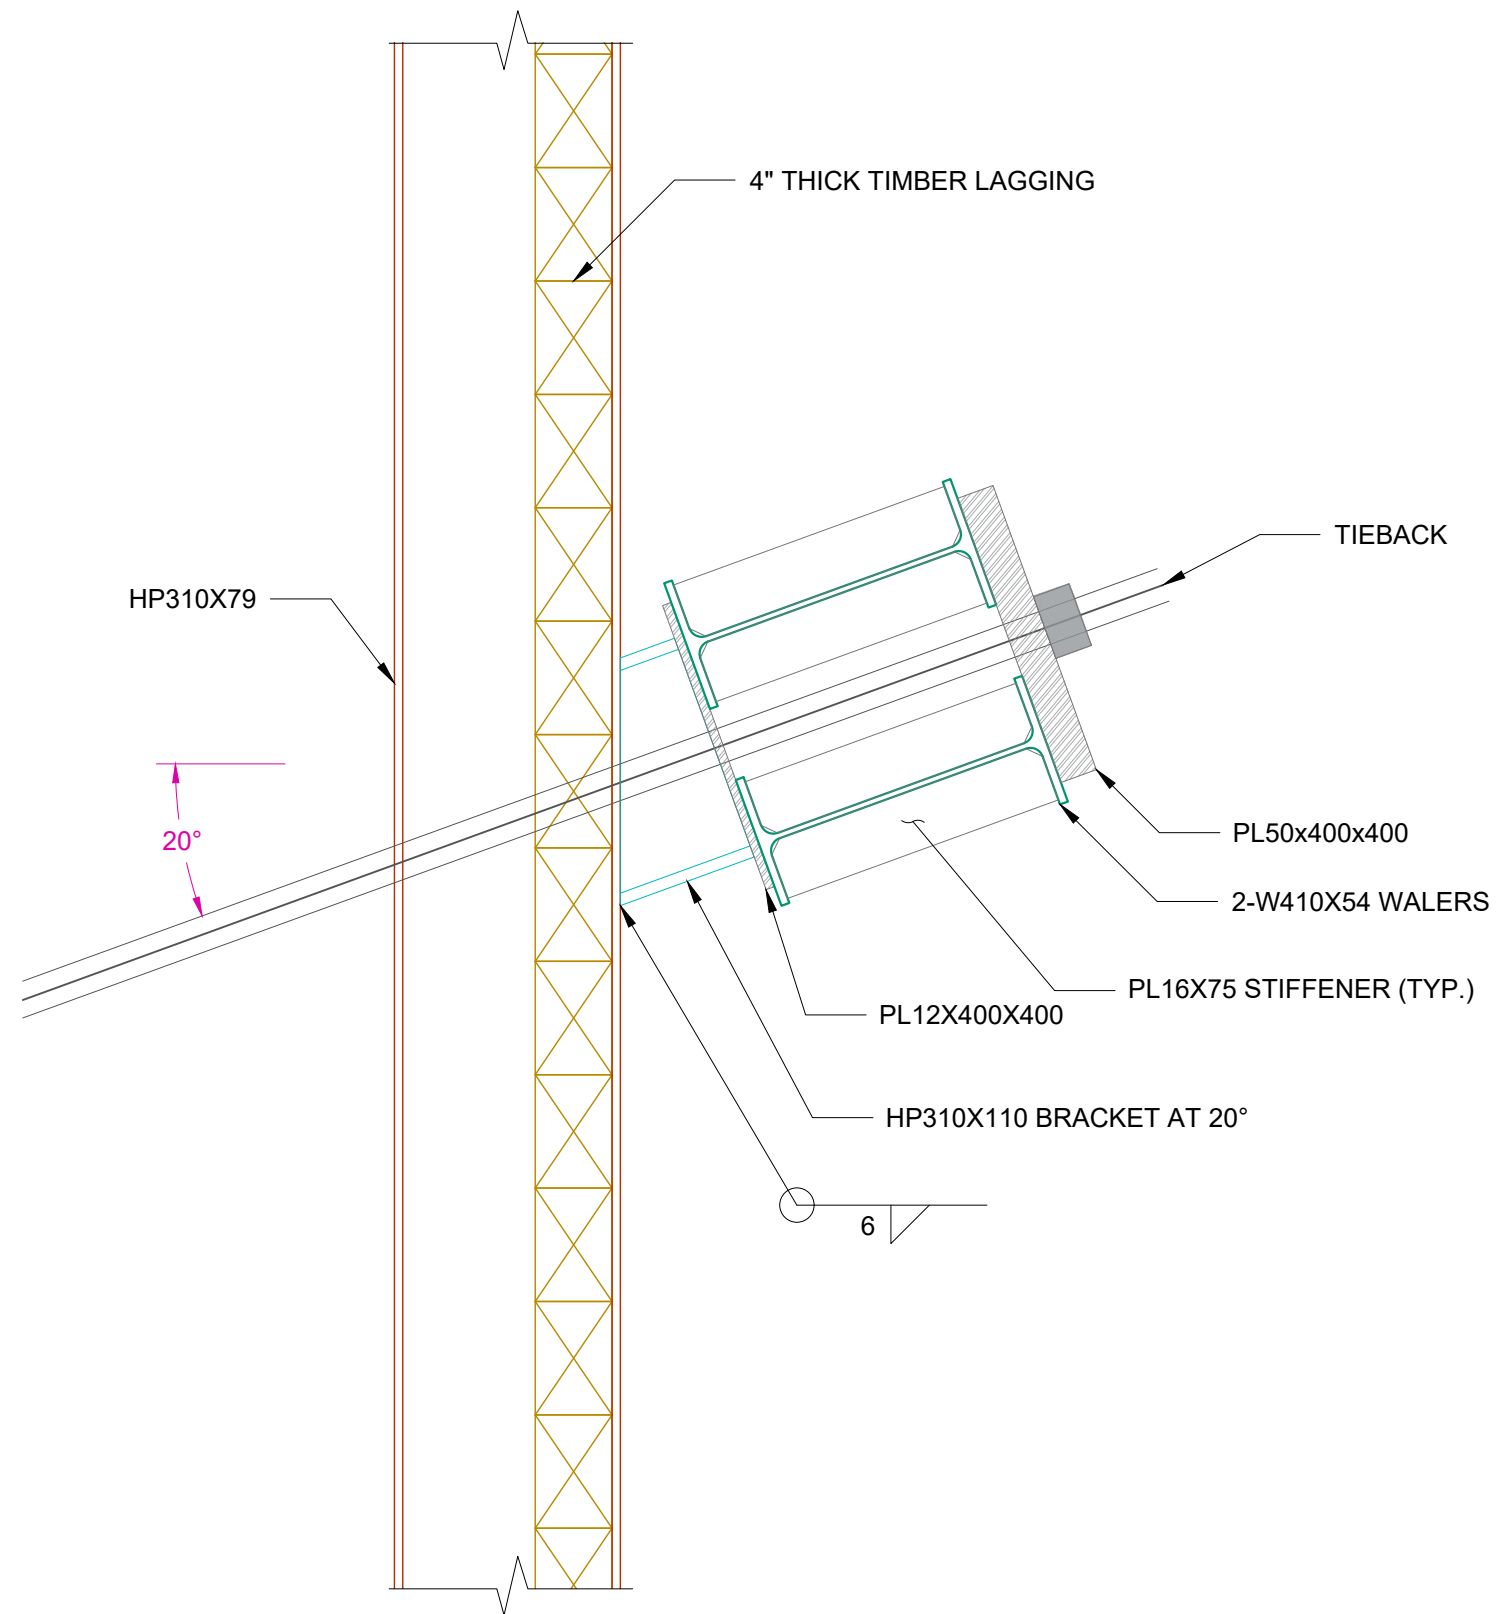 4" THICK TIMBER LAGGING
TIEBACK
HP310X79
20°
PL50x400x400
2-W410X54 WALERS
PL16X75 STIFFENER (TYP.)
PL12X400X400
HP310X110 BRACKET AT 20°
6